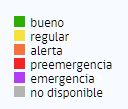 bueno
regular
alerta
preemergencia
emergencia
no disponible